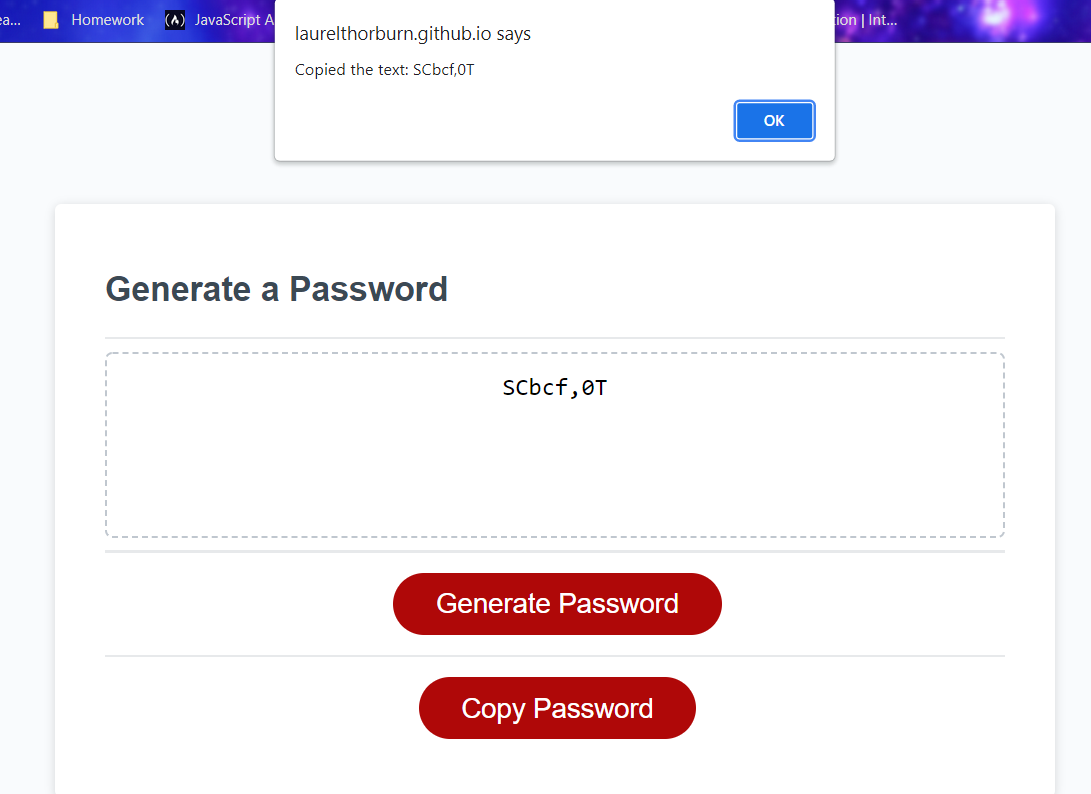 ea...
Homework
JavaScript A
tion | Int...
laurelthorburn.github.io says
Copied the text: SCbcf,0T
OK
Generate a Password
SCbcf,0T
Generate Password
Copy Password